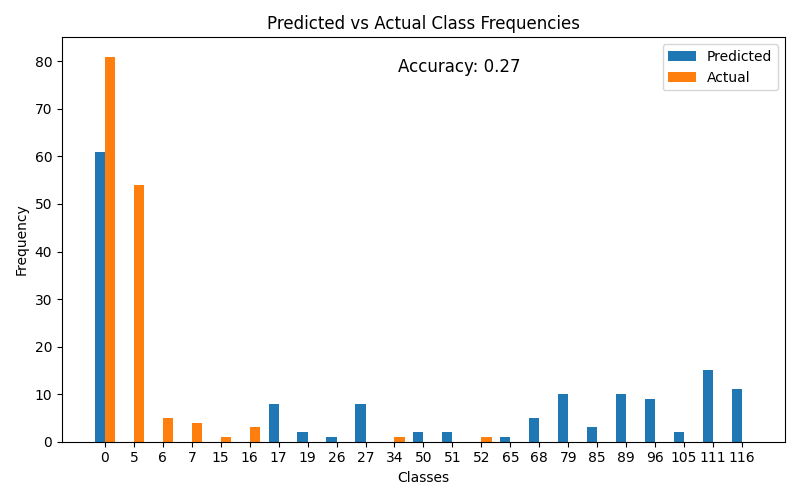 Predicted vs Actual Class Frequencies
Accuracy: 0.27
Predicted
Actual
Frequency
80
70
60
50
40
30
20
10
0
0 5 6 7 15 16 17 19 26 27 34 50 51 52 65 68 79 85 89 96 105 111 116
Classes